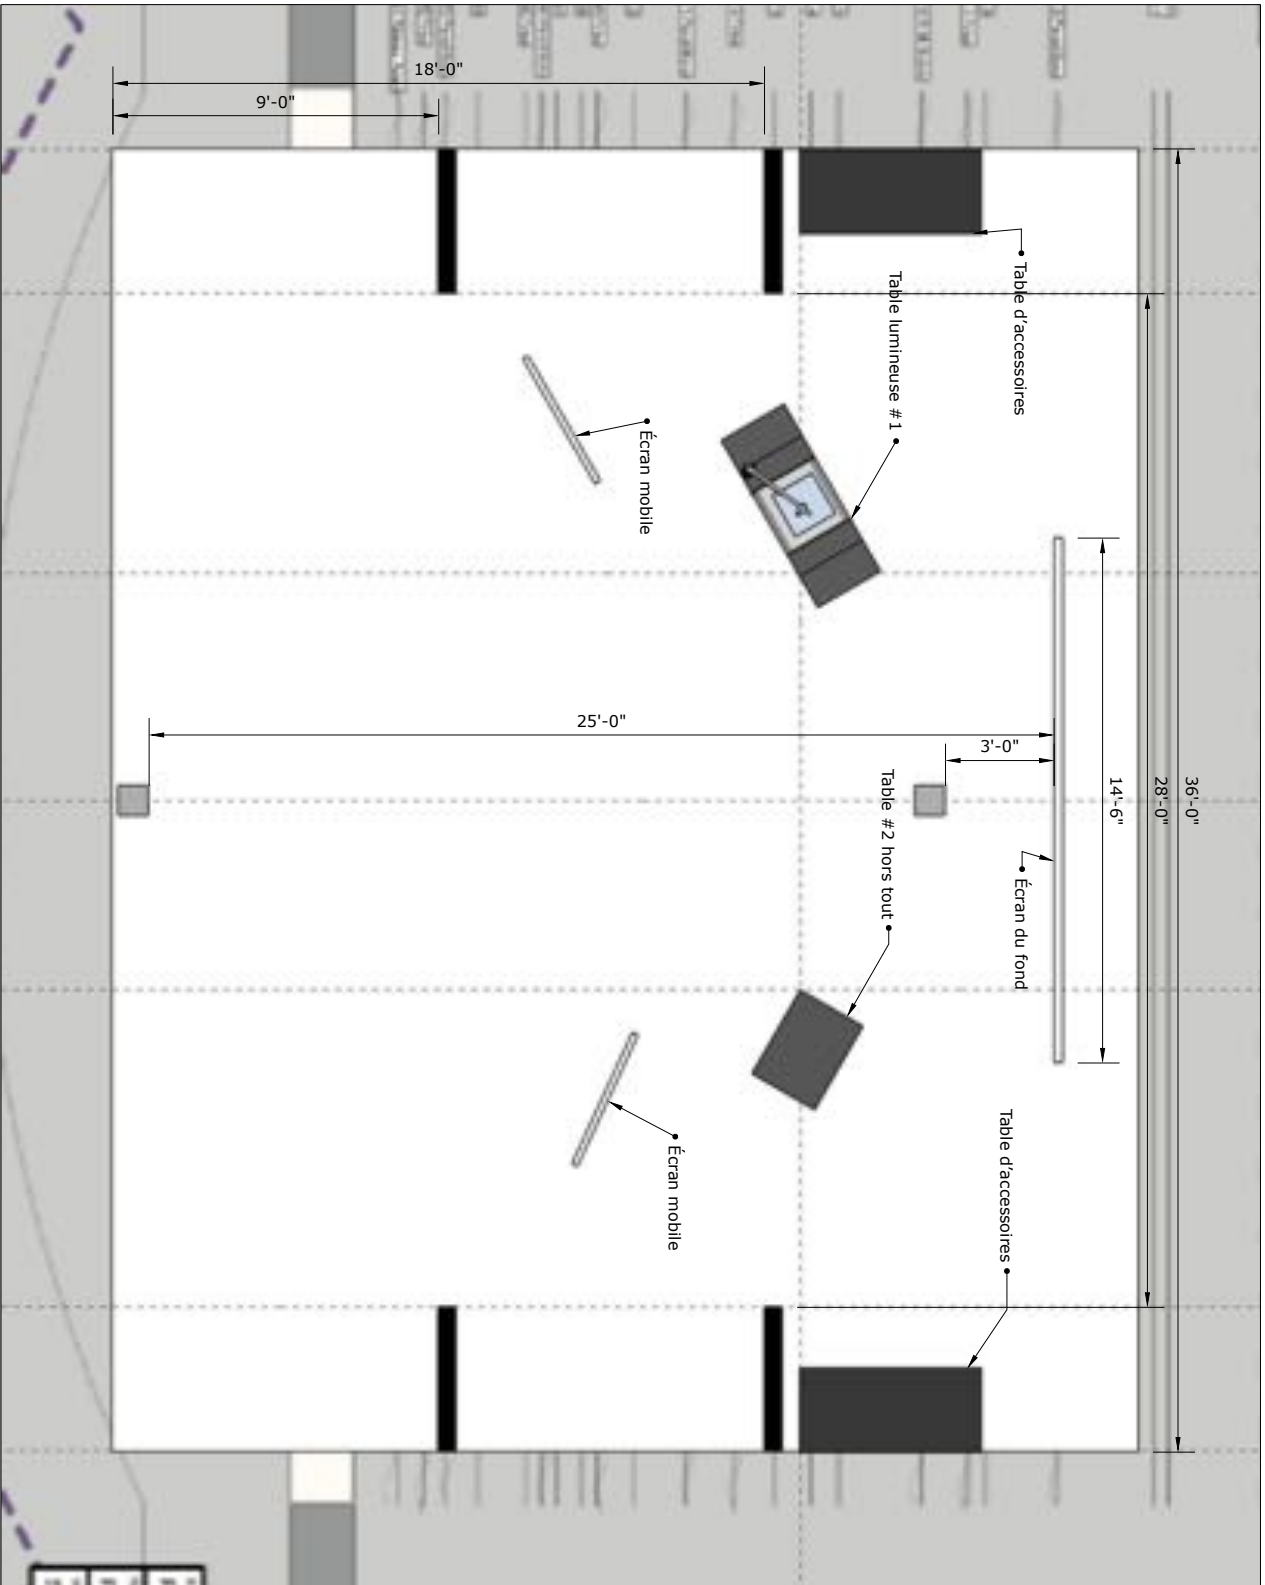 18'-0"
9'-0"
Table d'accessoires
Table lumineuse #1
Écran mobile
25'-0"
3'-0"
14'-6"
28'-0"
36'-0"
Table #2 hors tout
Écran du fond
Écran mobile
Table d'accessoires